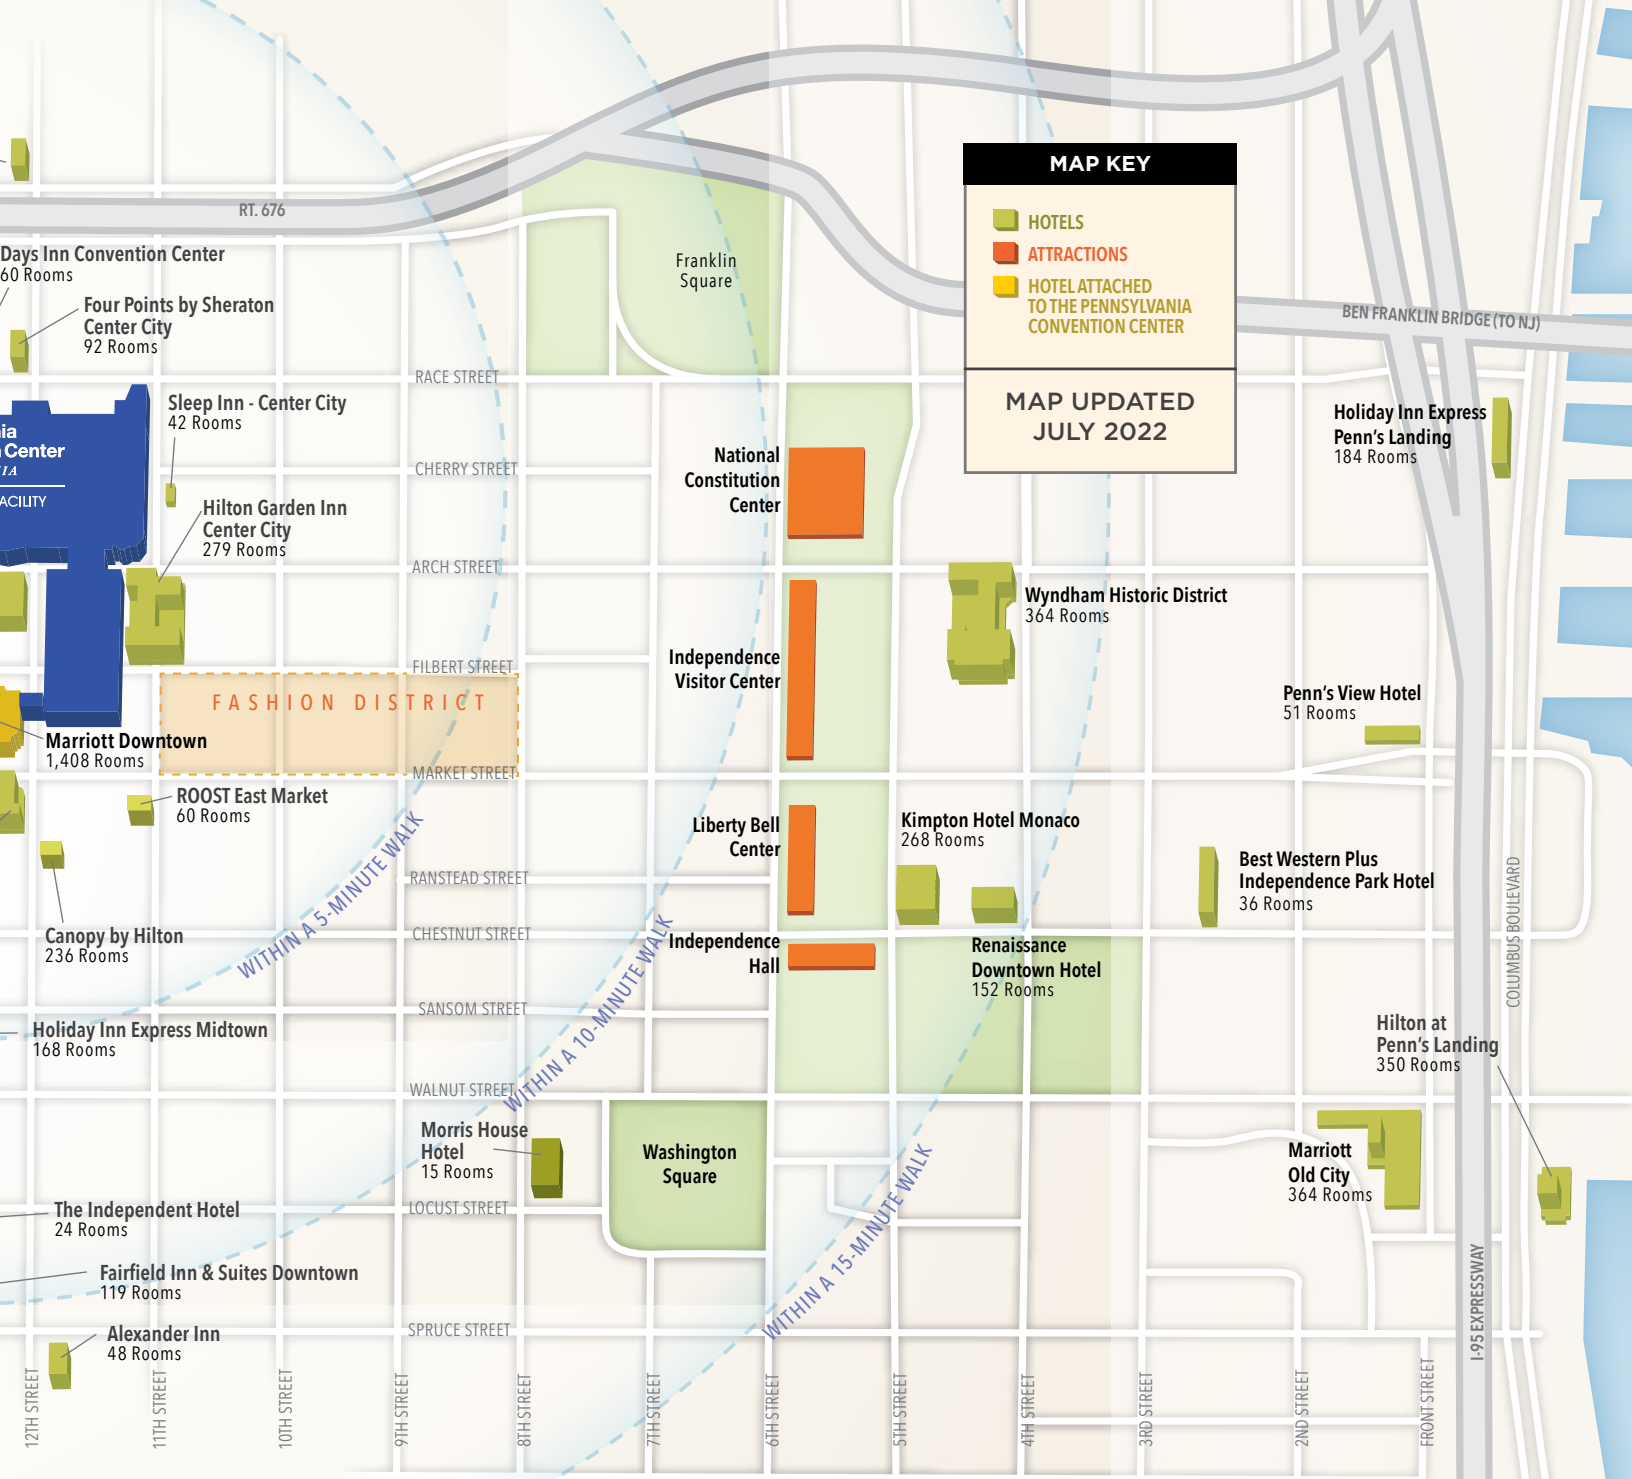 RT. 676
Days Inn Convention Center
60 Rooms
Four Points by Sheraton
Center City
92 Rooms
Franklin
Square
MAP KEY
HOTELS
ATTRACTIONS
HOTEL ATTACHED
TO THE PENNSYLVANIA
CONVENTION CENTER
MAP UPDATED
JULY 2022
BEN FRANKLIN BRIDGE (TO NJ)
RACE STREET
Sleep Inn - Center City
42 Rooms
Center
ACILITY
CHERRY STREET
National
Constitution
Center
Holiday Inn Express
Penn's Landing
184 Rooms
Hilton Garden Inn
Center City
279 Rooms
ARCH STREET
Wyndham Historic District
364 Rooms
FILBERT STREET
Independence
Visitor Center
FASHION DISTRICT
Penn's View Hotel
51 Rooms
Marriott Downtown
1,408 Rooms
MARKET STREET
ROOST East Market
60 Rooms
WITHIN A 5-MINUTE WALK
Liberty Bell
Center
Kimpton Hotel Monaco
268 Rooms
Best Western Plus
Independence Park Hotel
36 Rooms
RANSTEAD STREET
Canopy by Hilton
236 Rooms
CHESTNUT STREET
WITHIN A 10-MINUTE WALK
Independence
Hall
Renaissance
Downtown Hotel
152 Rooms
COLUMBUS BOULEVARD
SANSOM STREET
Holiday Inn Express Midtown
168 Rooms
Hilton at
Penn's Landing
350 Rooms
WALNUT STREET
Morris House
Hotel
15 Rooms
Washington
Square
WITHIN A 15-MINUTE WALK
Marriott
Old City
364 Rooms
The Independent Hotel
24 Rooms
LOCUST STREET
Fairfield Inn & Suites Downtown
119 Rooms
Alexander Inn
48 Rooms
SPRUCE STREET
I-95 EXPRESSWAY
12TH STREET
11TH STREET
10TH STREET
9TH STREET
8TH STREET
7TH STREET
6TH STREET
5TH STREET
4TH STREET
3RD STREET
2ND STREET
FRONT STREET